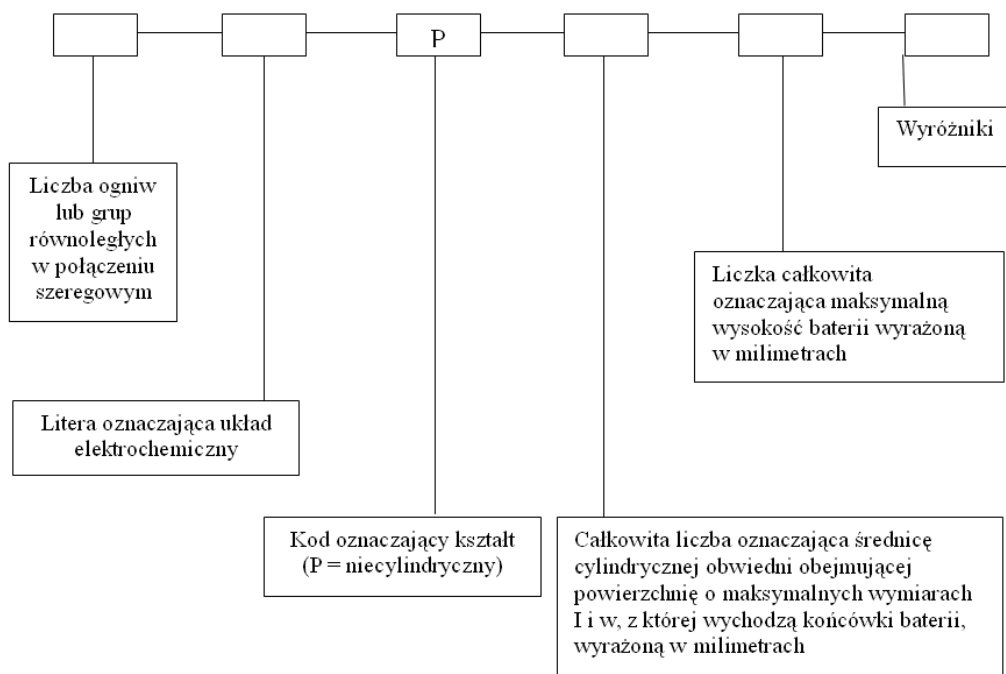 P
Wyróżniki
Liczba ogniw
lub grup
równoległych
w połączeniu
szeregowym
Liczka całkowita
oznaczająca maksymalną
wysokość baterii wyrażoną
w milimetrach
Litera oznaczająca układ
elektrochemiczny
Kod oznaczający kształt
(P = niecylindryczny)
Całkowita liczba oznaczająca średnicę
cylindrycznej obwiedni obejmującej
powierzchnię o maksymalnych wymiarach
I i w, z której wychodzą końcówki baterii,
wyrażoną w milimetrach